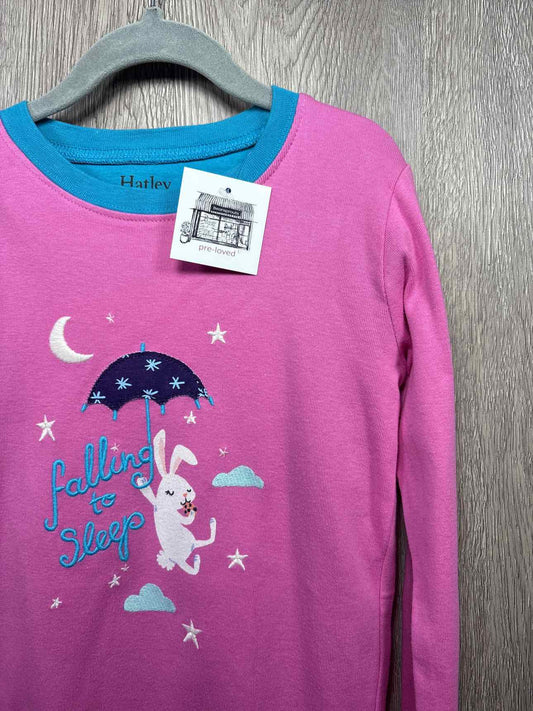 Hatley
pre-loved
falling
to
Sleep